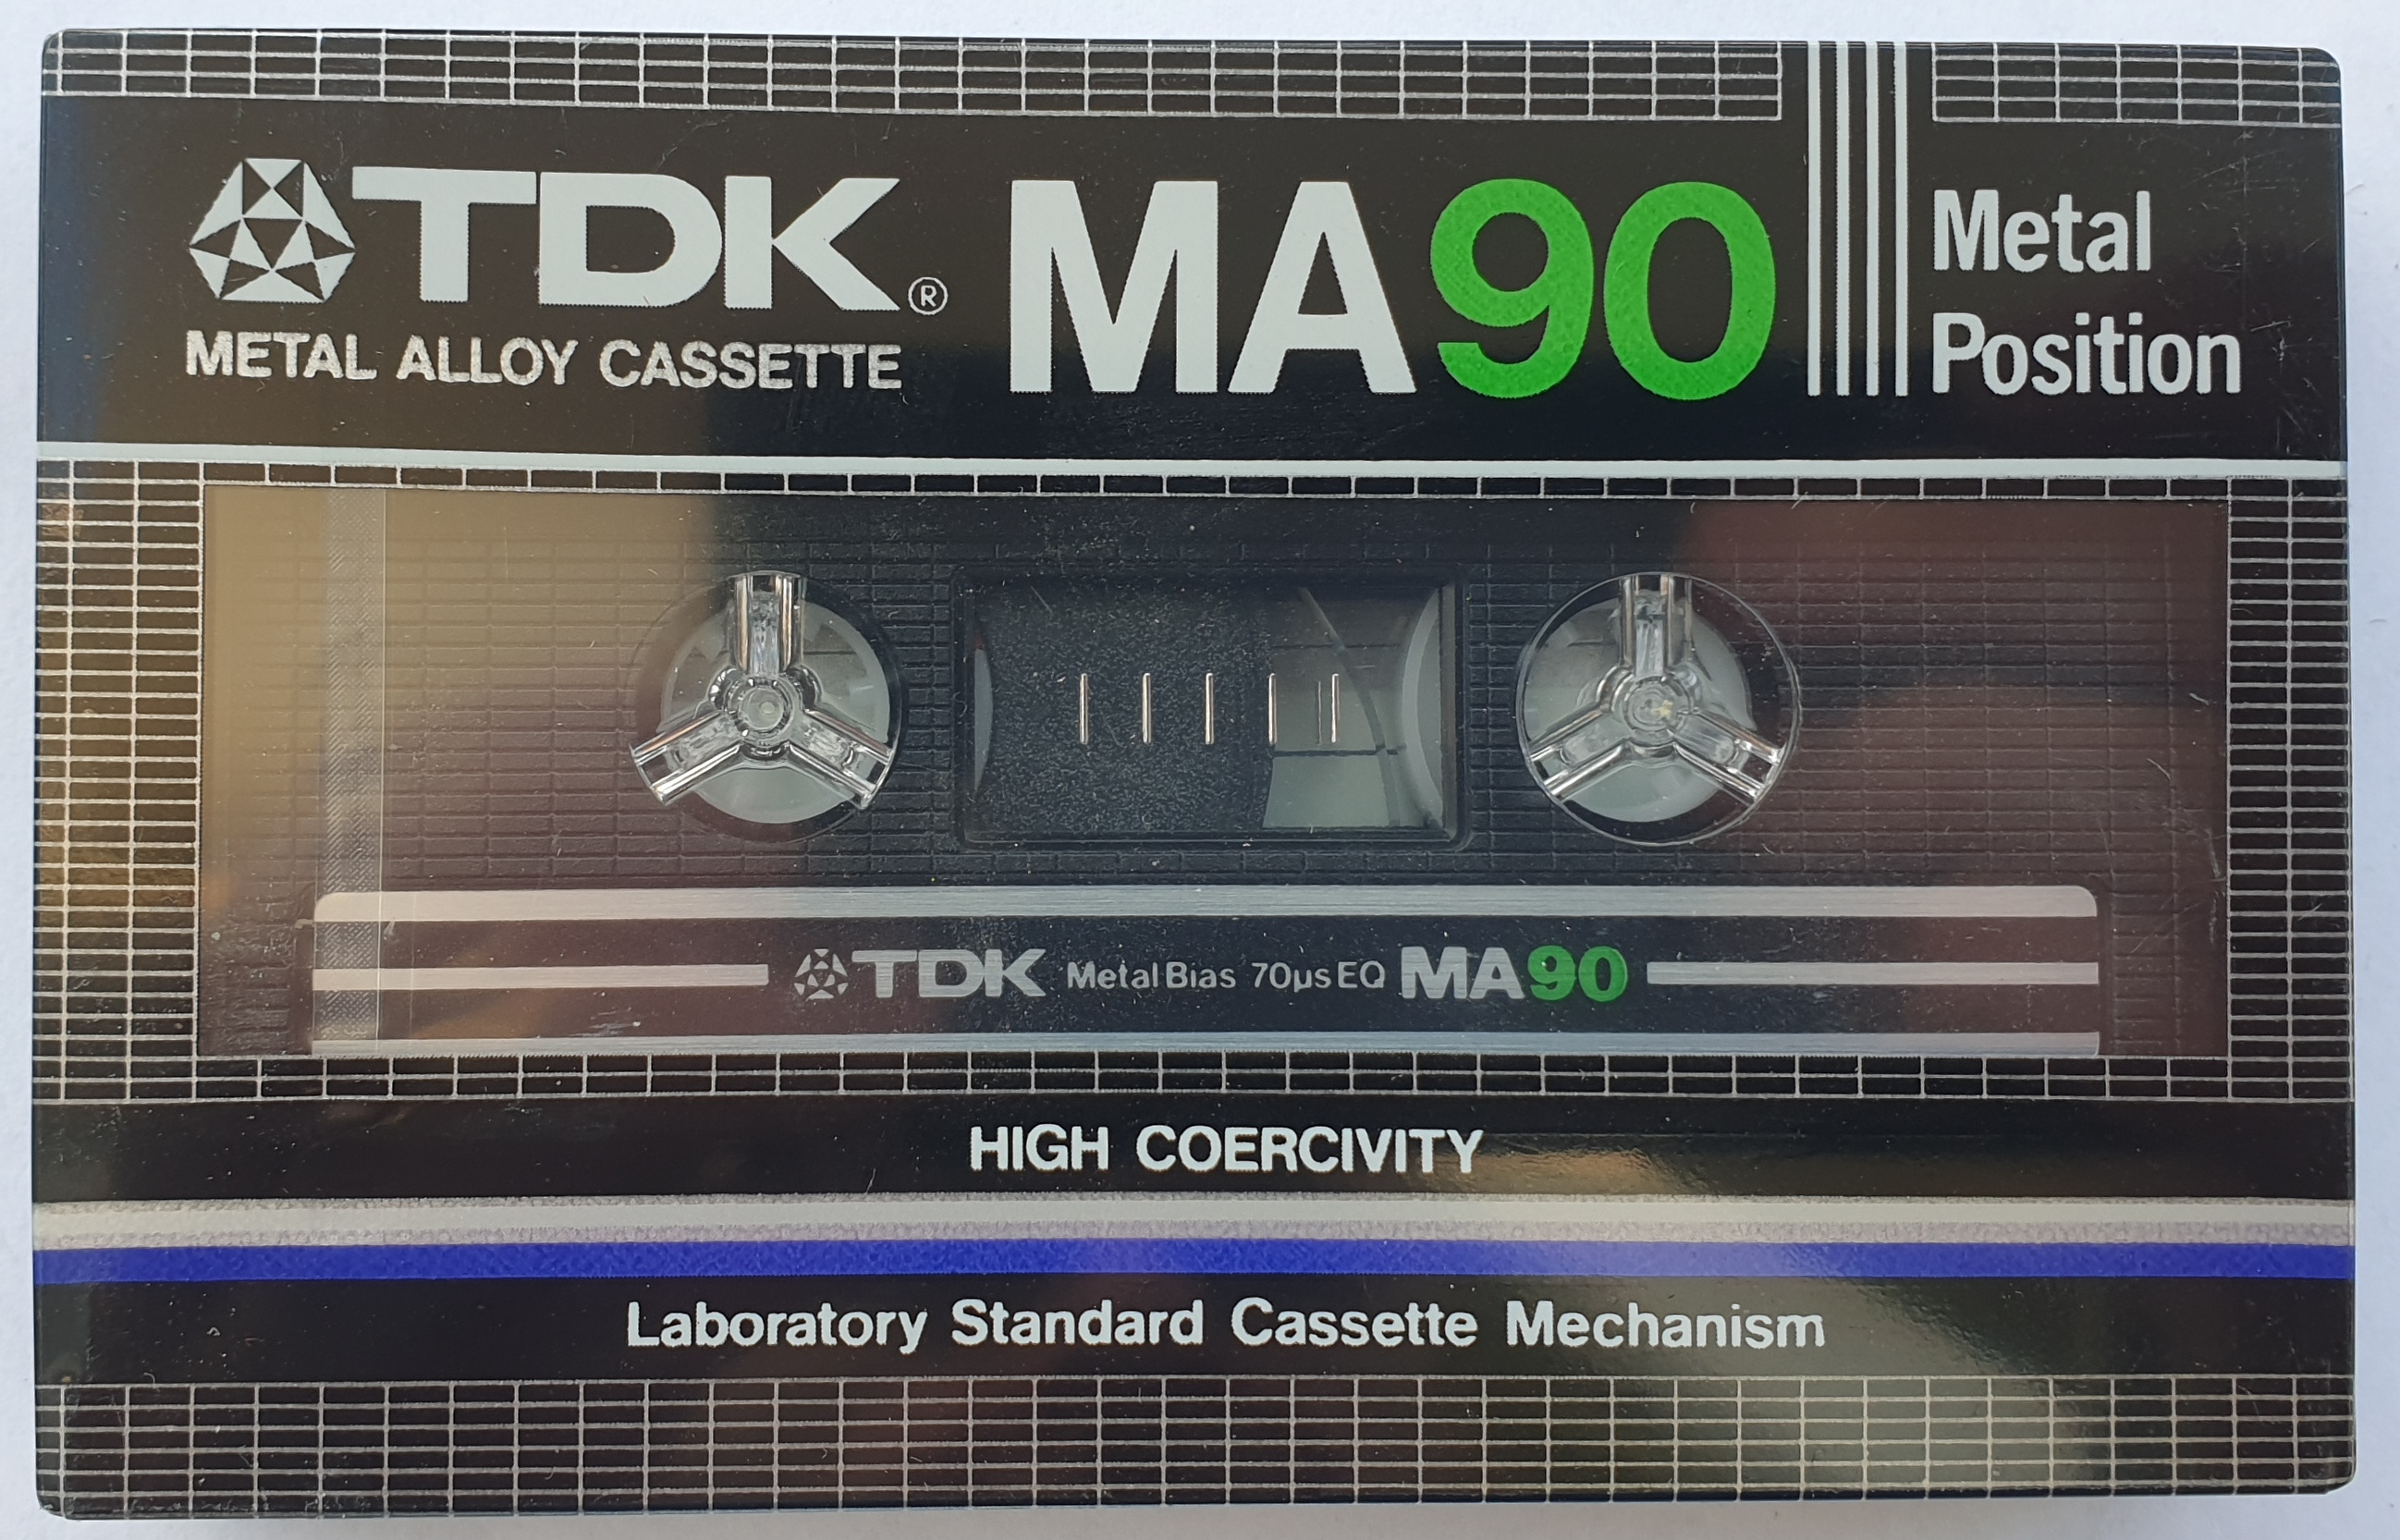 TDK® MA90
METAL ALLOY CASSETTE
Metal
Position
TDK Metal Bias 70µs EQ MA90
HIGH COERCIVITY
Laboratory Standard Cassette Mechanism